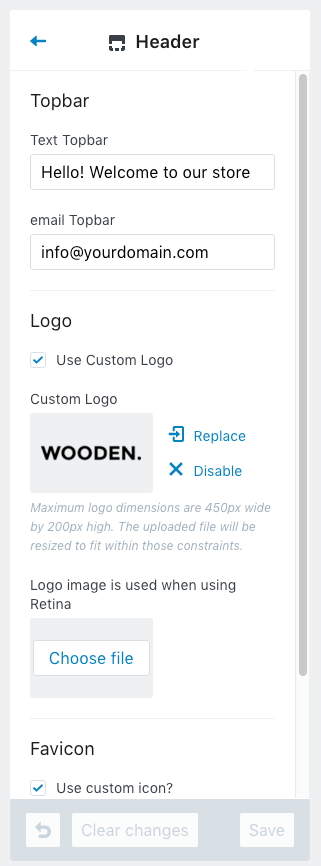 Header
Topbar
Text Topbar
Hello! Welcome to our store
email Topbar
info@yourdomain.com
Logo
Use Custom Logo
Custom Logo
WOODEN.
Replace
Disable
Maximum logo dimensions are 450px wide
by 200px high. The uploaded file will be
resized to fit within those constraints.
Logo image is used when using
Retina
Choose file
Favicon
Use custom icon?
Clear changes
Save